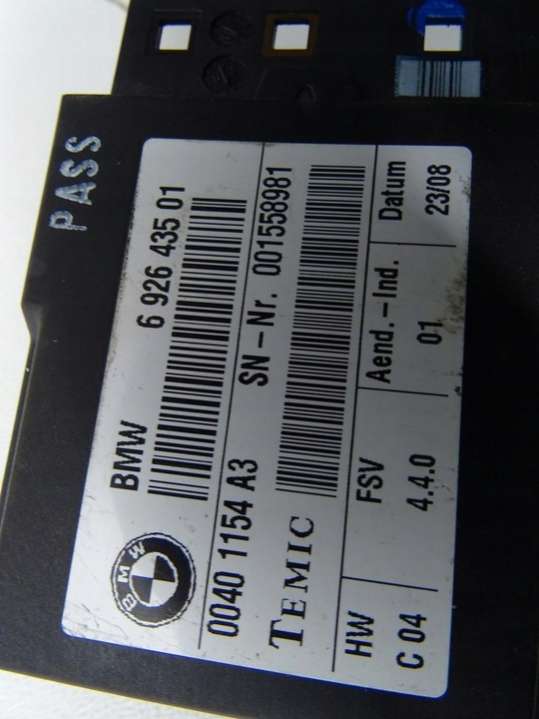 PASS
BMW
BMW 6 926 435 01
0040 1154 A3 SN-Nr. 001558981
TEMIC
HW FSV Aend.-Ind. Datum
C 04 4.4.0 01 23/08